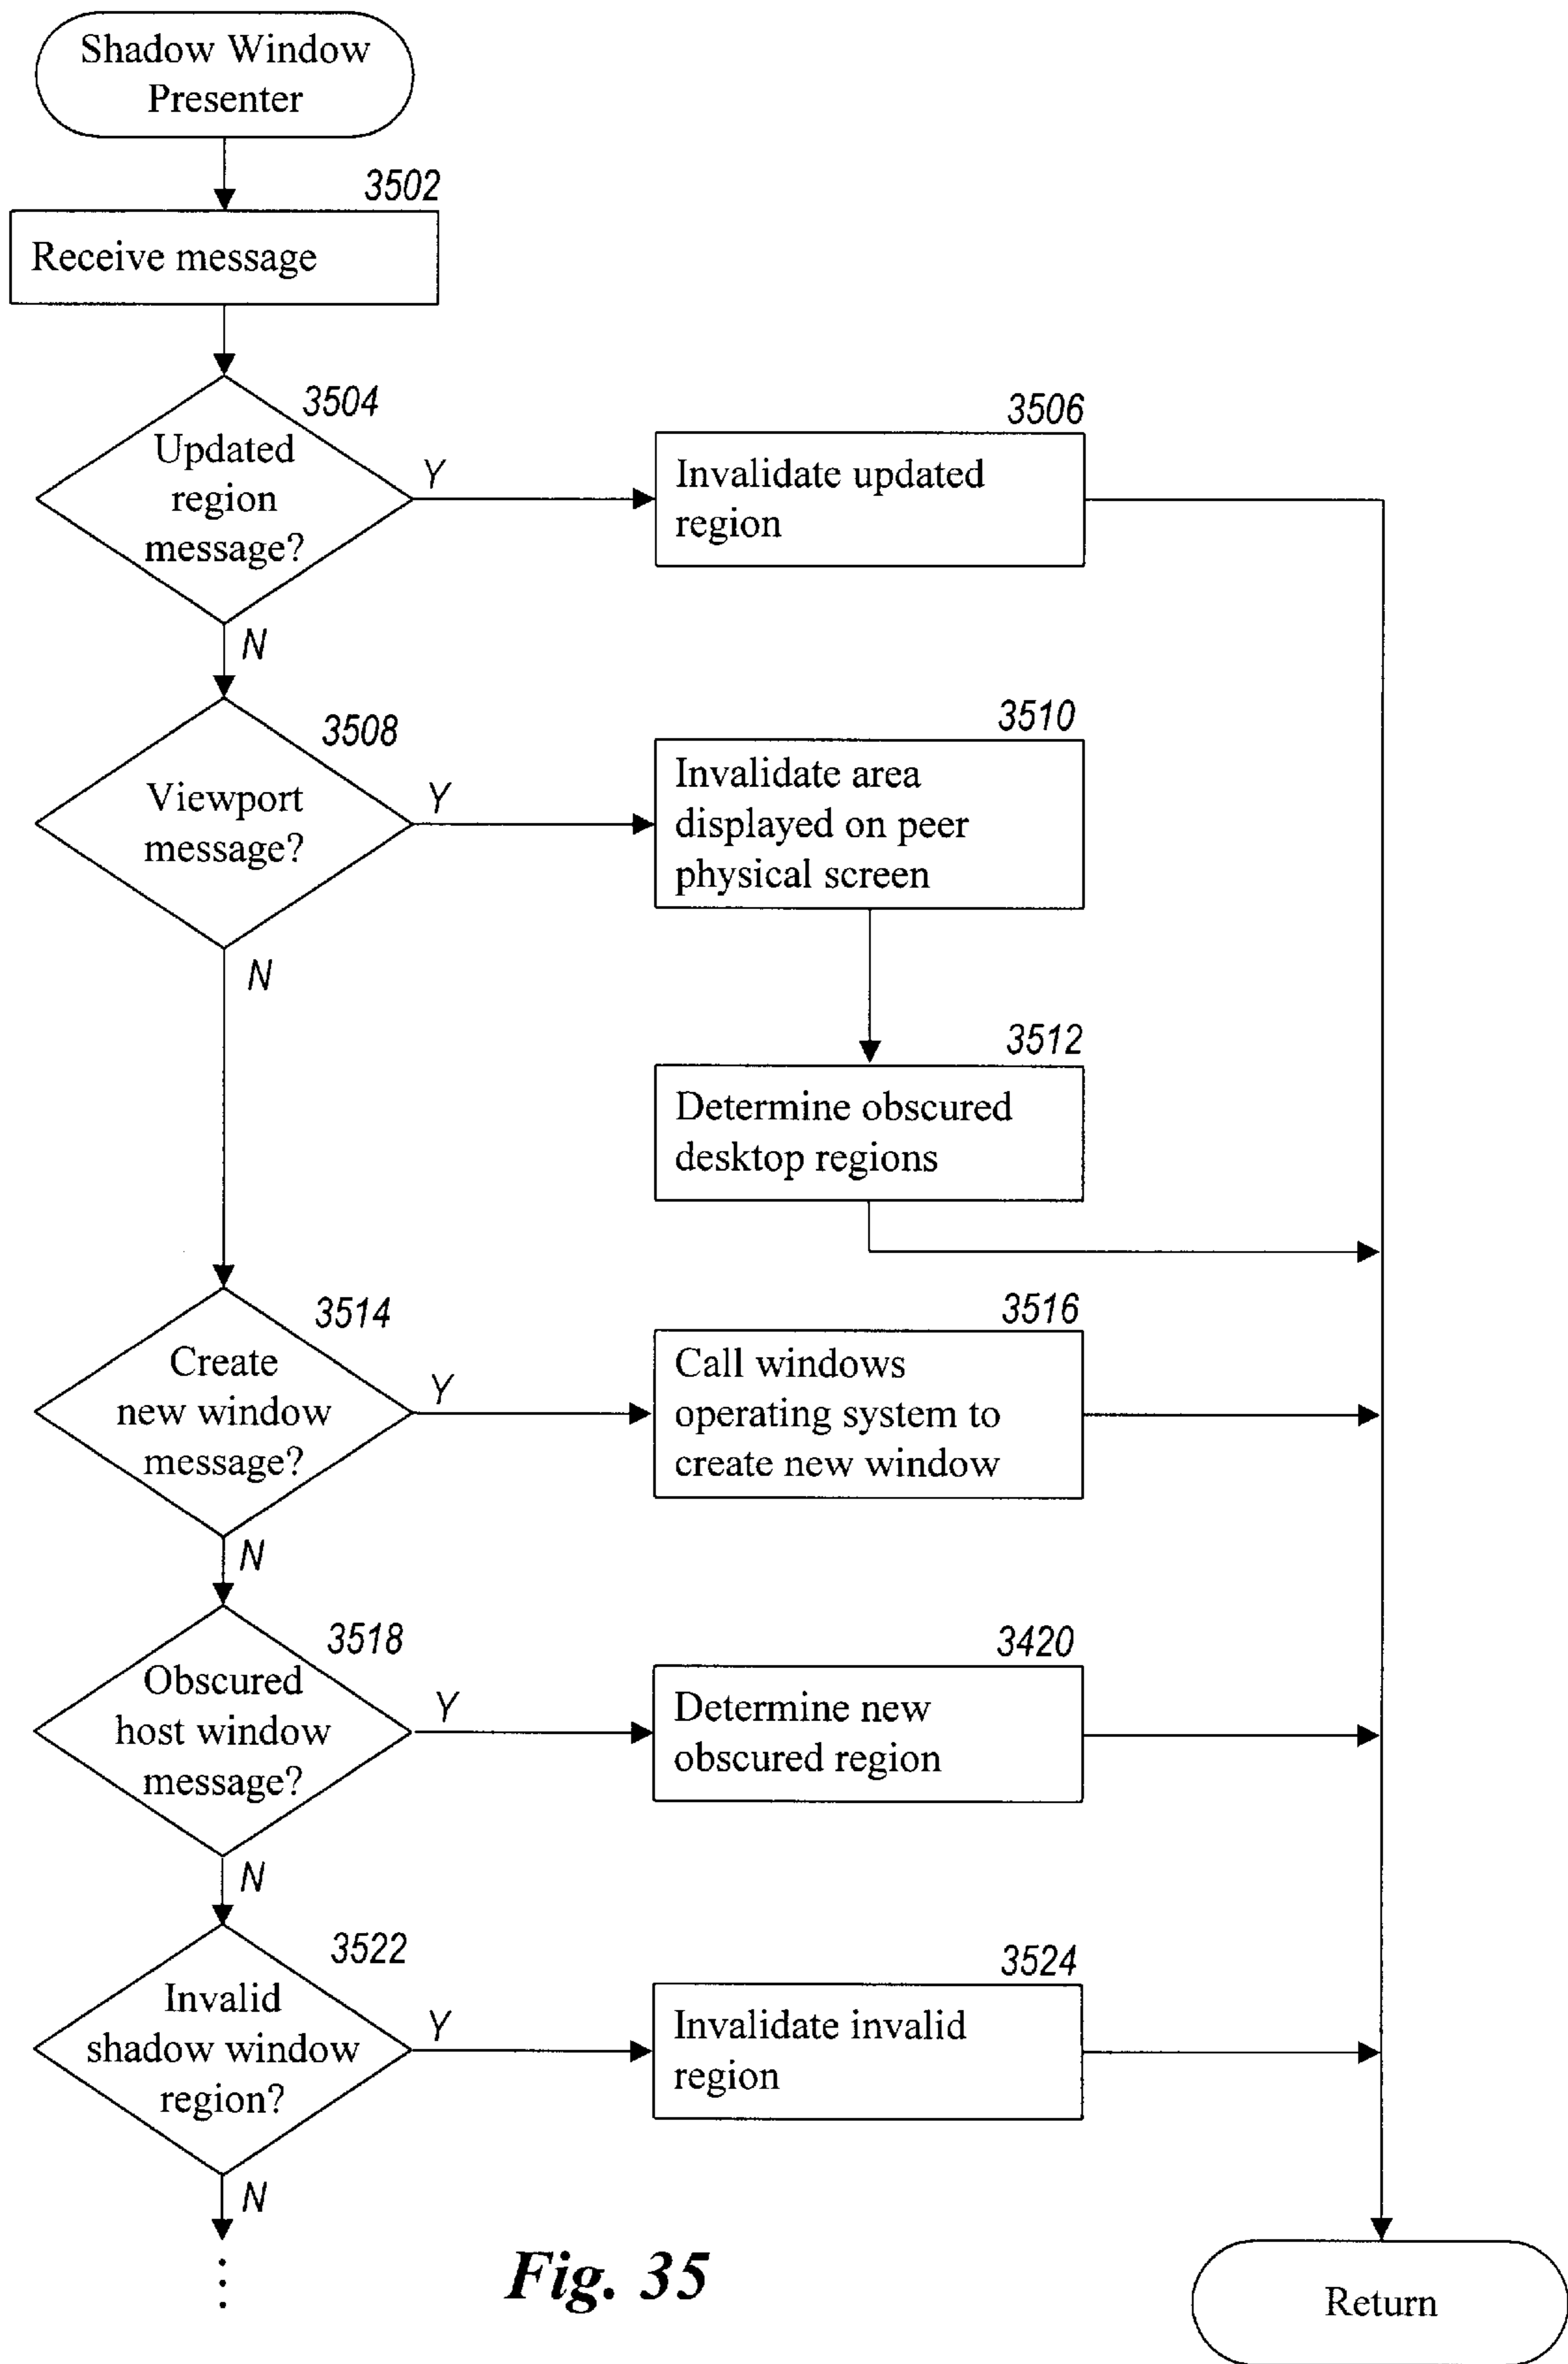 Shadow Window
Presenter
3502
Receive message
3504
Updated
region
message?
Y
3506
Invalidate updated
region
N
3508
Viewport
message?
Y
3510
Invalidate area
displayed on peer
physical screen
N
3512
Determine obscured
desktop regions
3514
Create
new window
message?
Y
3516
Call windows
operating system to
create new window
N
3518
Obscured
host window
message?
Y
3420
Determine new
obscured region
N
3522
Invalid
shadow window
region?
Y
3524
Invalidate invalid
region
N
Fig. 35
Return